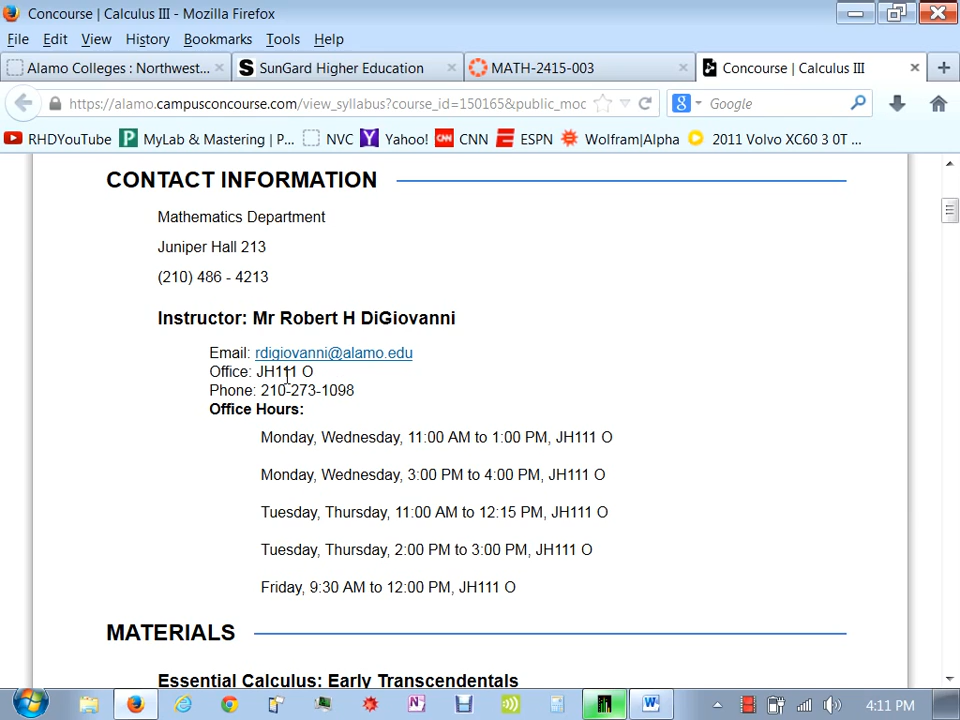 Concourse | Calculus III - Mozilla Firefox
File Edit View History Bookmarks Tools Help
Alamo Colleges : Northwest... SunGard Higher Education MATH-2415-003 Concourse | Calculus III
https://alamo.campusconcourse.com/view_syllabus?course_id=150165&public_moc Google
RHDYouTube MyLab & Mastering | P... NVC Yahoo! CNN ESPN Wolfram|Alpha 2011 Volvo XC60 3 0T ...
CONTACT INFORMATION
Mathematics Department
Juniper Hall 213
(210) 486 - 4213
Instructor: Mr Robert H DiGiovanni
Email: rdigiovanni@alamo.edu
Office: JH111 O
Phone: 210-273-1098
Office Hours:
Monday, Wednesday, 11:00 AM to 1:00 PM, JH111 O
Monday, Wednesday, 3:00 PM to 4:00 PM, JH111 O
Tuesday, Thursday, 11:00 AM to 12:15 PM, JH111 O
Tuesday, Thursday, 2:00 PM to 3:00 PM, JH111 O
Friday, 9:30 AM to 12:00 PM, JH111 O
MATERIALS
Essential Calculus: Early Transcendentals
4:11 PM